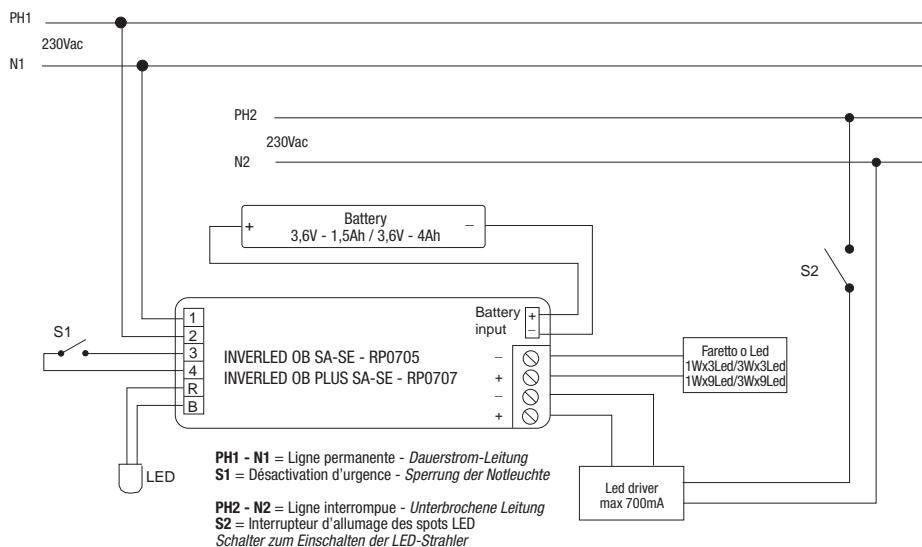 PH1
230Vac
N1
PH2
230Vac
N2
Battery
+ −
3,6V - 1,5Ah / 3,6V - 4Ah
S2
S1
1
2
3
4
R
B
Battery +
input −
INVERLED OB SA-SE - RP0705
INVERLED OB PLUS SA-SE - RP0707
−
+
−
+
Faretto o Led
1Wx3Led/3Wx3Led
1Wx9Led/3Wx9Led
LED
PH1 - N1 = Ligne permanente - Dauerstrom-Leitung
S1 = Désactivation d'urgence - Sperrung der Notleuchte
PH2 - N2 = Ligne interrompue - Unterbrochene Leitung
S2 = Interrupteur d'allumage des spots LED
Schalter zum Einschalten der LED-Strahler
Led driver
max 700mA